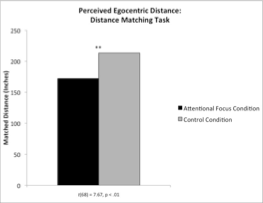 Perceived Egocentric Distance:
Distance Matching Task
250
200
150
100
50
0
Matched Distance (Inches)
**
Attentional Focus Condition
Control Condition
t(68) = 7.67, p < .01